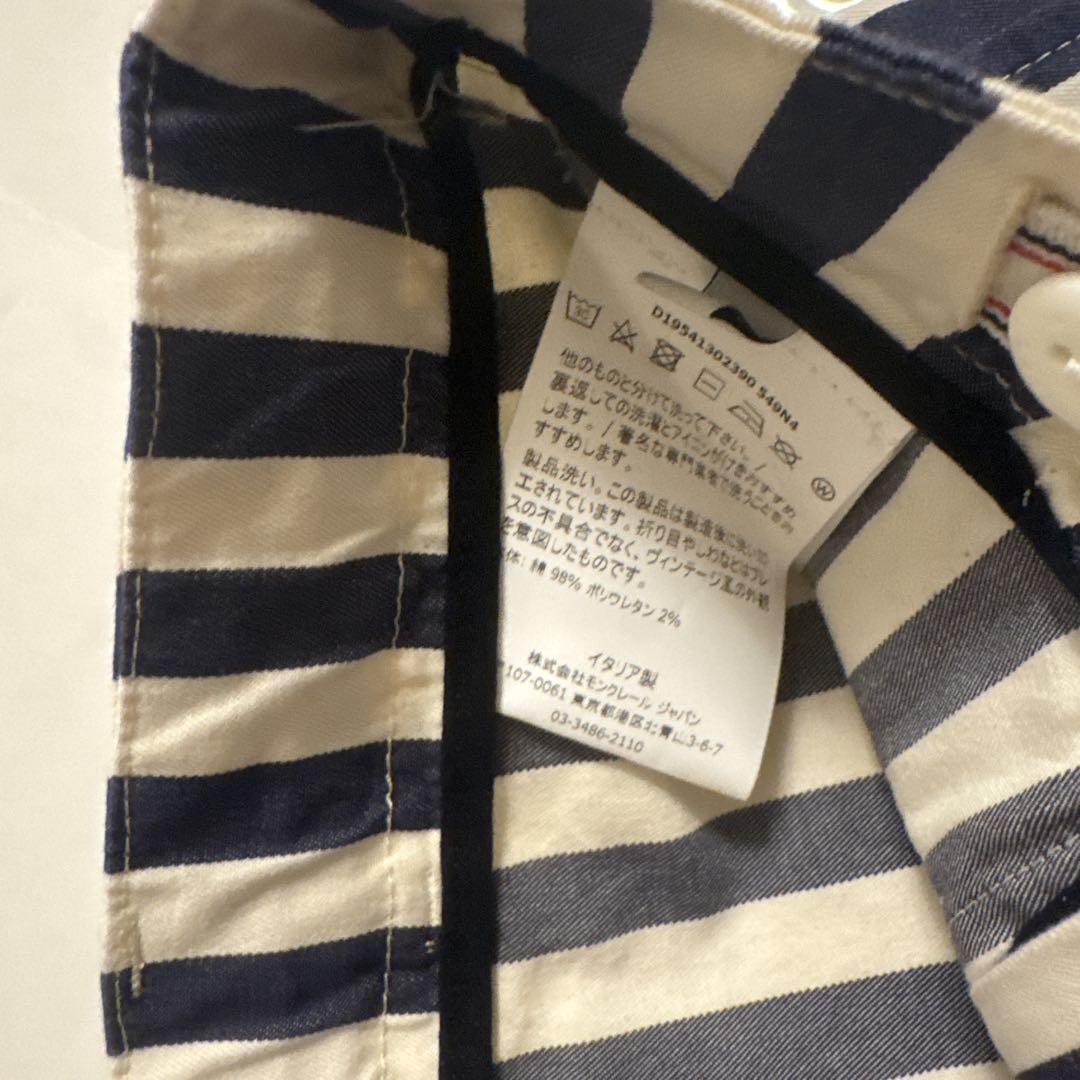 D19541302390 549N4
30
W
他のものと分けて洗って下さい。/
裏返しての洗濯とアイロンがけをおすすめ
します。/ 著名な専門業者で洗うことをお
すすめします。
製品洗い。この製品は製造後に洗い加
工されています。折り目やしわなどはプレ
スの不具合でなく、ヴィンテージ風の外観
を意図したものです。
体: 綿 98% ポリウレタン 2%
イタリア製
株式会社モンクレール ジャパン
107-0061 東京都港区北青山3-6-7
03-3486-2110